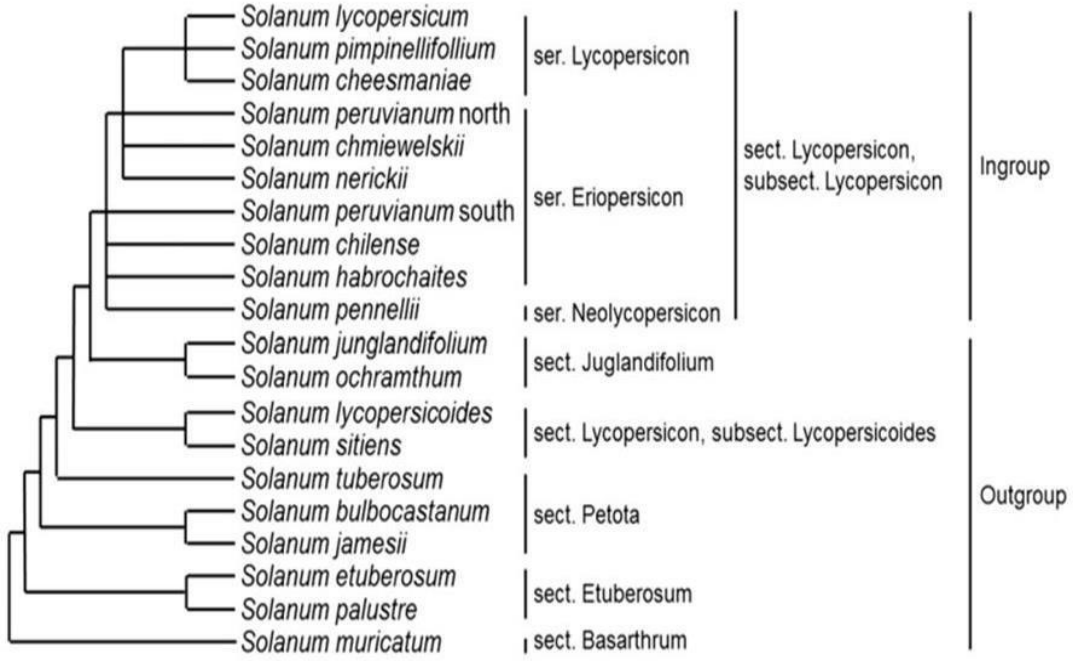 Solanum lycopersicum
Solanum pimpinellifollium
Solanum cheesmaniae
ser. Lycopersicon
Solanum peruvianum north
Solanum chmiewelskii
Solanum nerickii
Solanum peruvianum south
Solanum chilense
Solanum habrochaites
ser. Eriopersicon
Solanum pennellii
ser. Neolycopersicon
sect. Lycopersicon,
subsect. Lycopersicon
Ingroup
Solanum junglandifolium
Solanum ochramthum
sect. Juglandifolium
Solanum lycopersicoides
Solanum sitiens
sect. Lycopersicon, subsect. Lycopersicoides
Solanum tuberosum
Solanum bulbocastanum
Solanum jamesii
sect. Petota
Solanum etuberosum
Solanum palustre
sect. Etuberosum
Solanum muricatum
sect. Basarthrum
Outgroup